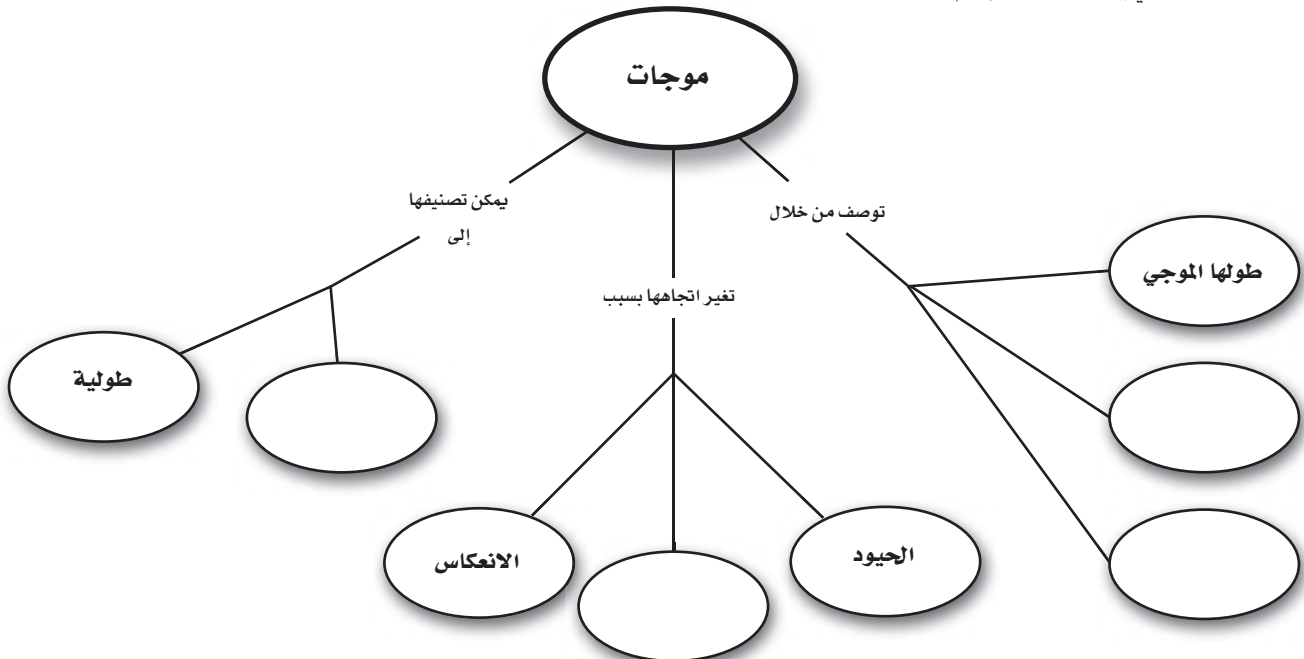 موجات
توصف من خلال
طولها الموجي
تغير اتجاهها بسبب
الحيود
الانعكاس
يمكن تصنيفها
إلى
طولية